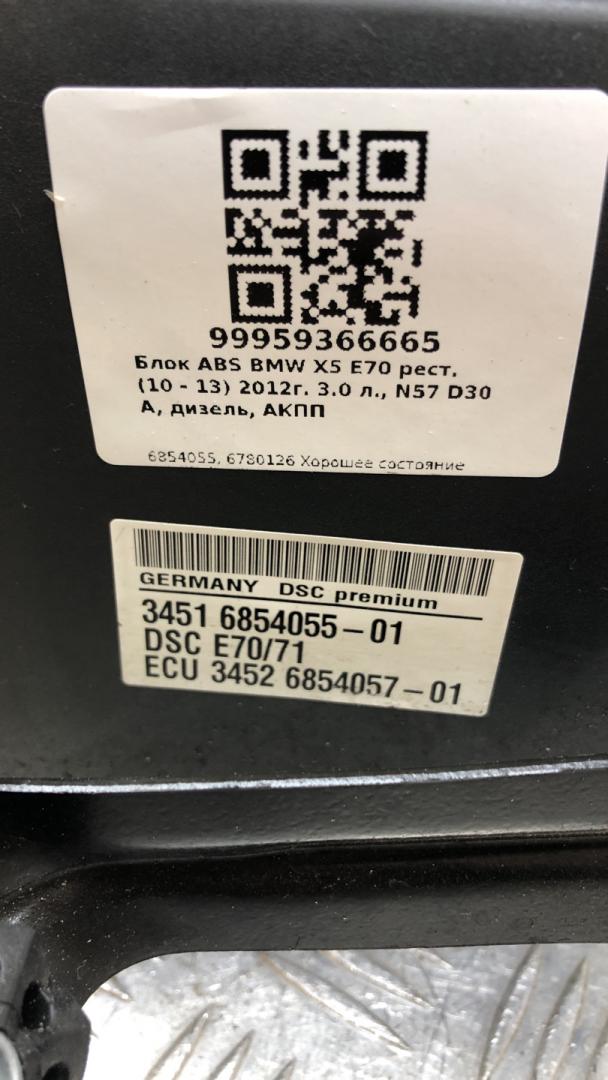 99959366665
Блок ABS BMW X5 E70 рест.
(10 - 13) 2012г. 3.0 л., N57 D30
А, дизель, АКПП
6854055, 6780126 Хорошее состояние
GERMANY DSC premium
3451 6854055-01
DSC E70/71
ECU 3452 6854057-01